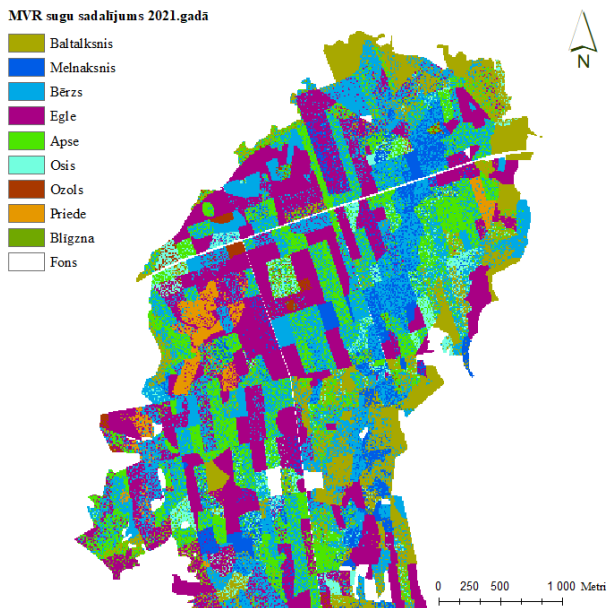 MVR sugu sadalījums 2021.gadā
Baltalksnis
Melnaksnis
Bērzs
Egle
Apse
Osis
Ozols
Priede
Blīgzna
Fons
N
0 250 500 1 000 Metri